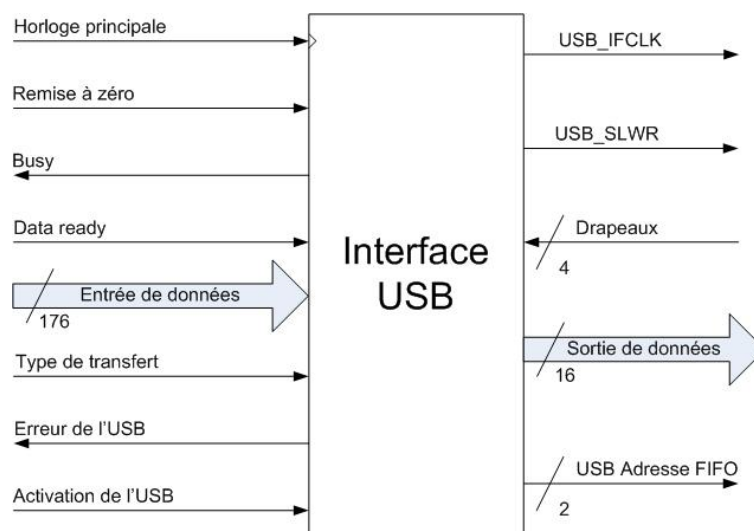 Horloge principale
Remise à zéro
Busy
Data ready
Entrée de données
176
Type de transfert
Erreur de l'USB
Activation de l'USB
Interface
USB
USB_IFCLK
USB_SLWR
Drapeaux
4
Sortie de données
16
USB Adresse FIFO
2